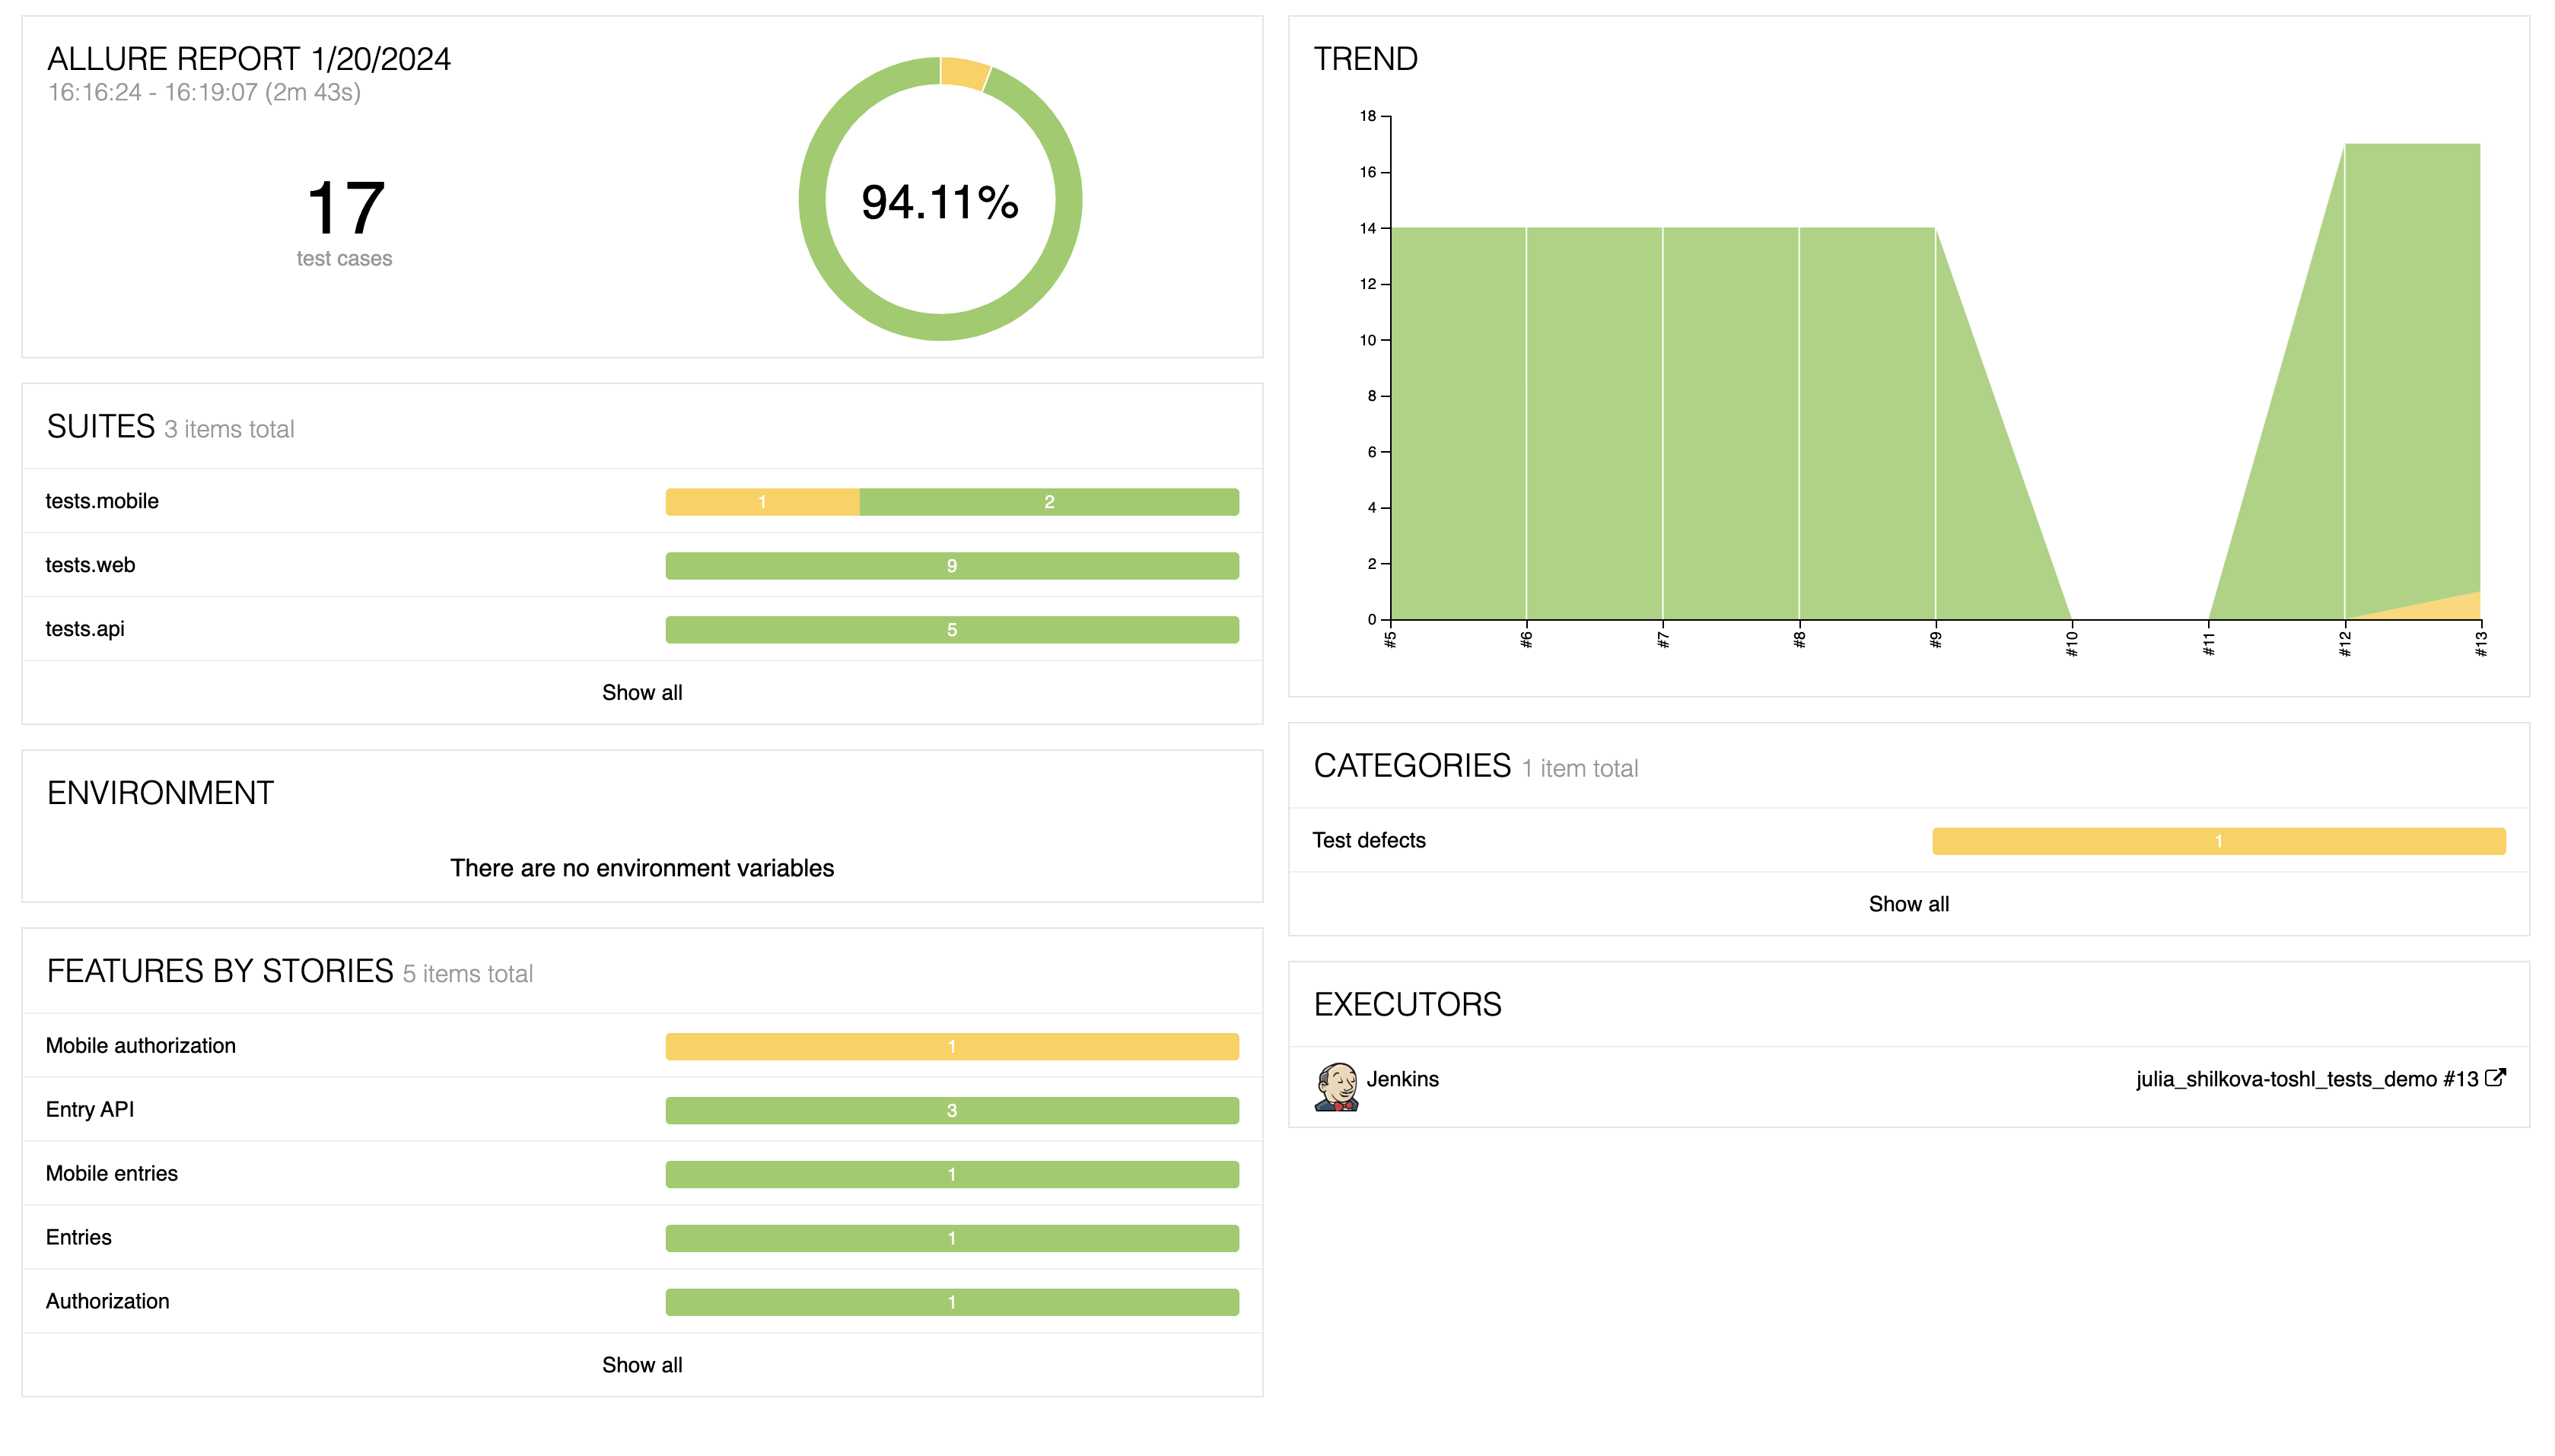 ALLURE REPORT 1/20/2024
16:16:24 - 16:19:07 (2m 43s)
17
test cases
94.11%
SUITES 3 items total
tests.mobile 1 2
tests.web 9
tests.api 5
Show all
ENVIRONMENT
There are no environment variables
FEATURES BY STORIES 5 items total
Mobile authorization 1
Entry API 3
Mobile entries 1
Entries 1
Authorization 1
Show all
TREND
18
16
14
12
10
8
6
4
2
0
#5 #6 #7 #8 #9 #10 #11 #12 #13
CATEGORIES 1 item total
Test defects 1
Show all
EXECUTORS
Jenkins julia_shilkova-toshl_tests_demo #13